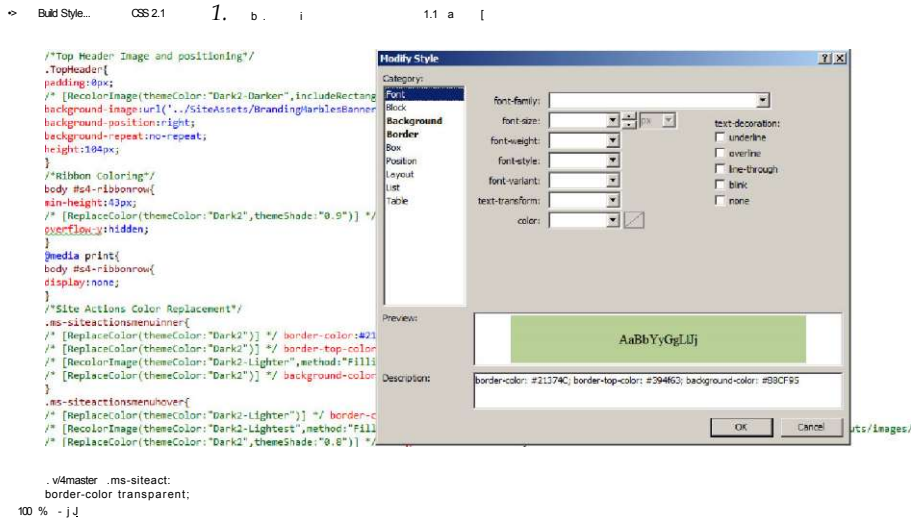 •> Build Style... CSS 2.1 1. b . i 1.1 a [
/*Top Header Image and positioning*/
.TopHeader{
padding:0px;
/* [RecolorImage(themeColor:"Dark2-Darker",includeRectang
background-image:url('../SiteAssets/BrandingMarblesBanner
background-position:right;
background-repeat:no-repeat;
height:104px;
}
/*Ribbon Coloring*/
body #s4-ribbonrow{
min-height:43px;
/* [ReplaceColor(themeColor:"Dark2",themeShade:"0.9")] */
overflow-y:hidden;
}
@media print{
body #s4-ribbonrow{
display:none;
}
/*Site Actions Color Replacement*/
.ms-siteactionsmenuinner{
/* [ReplaceColor(themeColor:"Dark2")] */ border-color:#21
/* [ReplaceColor(themeColor:"Dark2")] */ border-top-color
/* [RecolorImage(themeColor:"Dark2-Lighter",method:"Filli
/* [ReplaceColor(themeColor:"Dark2")] */ background-color
}
.ms-siteactionsmenuhover{
/* [ReplaceColor(themeColor:"Dark2-Lighter")] */ border-c
/* [RecolorImage(themeColor:"Dark2-Lightest",method:"Fill
/* [ReplaceColor(themeColor:"Dark2",themeShade:"0.8")] */
uts/images/
Modify Style
Category:
Font
Block
Background
Border
Box
Position
Layout
List
Table
font-family:
font-size: px
font-weight:
font-style:
font-variant:
text-transform:
color:
text-decoration:
underline
overline
line-through
blink
none
Preview:
AaBbYyGgLlJj
Description:
border-color: #21374C; border-top-color: #394f63; background-color: #B8CF95
OK Cancel
. v/4master .ms-siteact:
border-color transparent;
100 % - j J